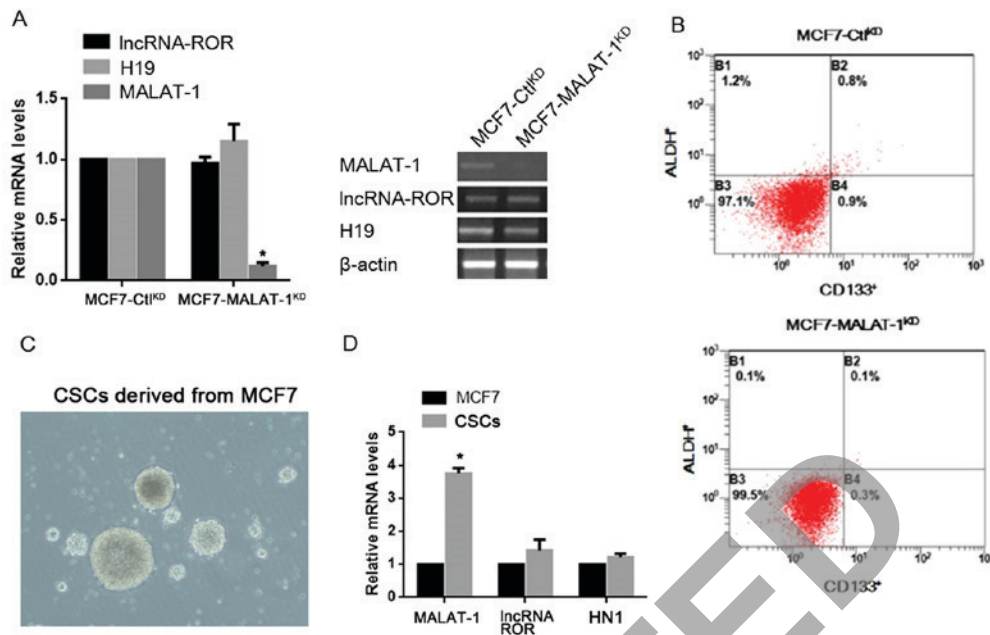 A
lncRNA-ROR
H19
MALAT-1
Relative mRNA levels
1.5
1.0
0.5
0.0
*
MCF7-Ctl^KD
MCF7-MALAT-1^KD
MCF7-Ctl^KD
MCF7-MALAT-1^KD
MALAT-1
lncRNA-ROR
H19
β-actin
B
MCF7-Ctl^KD
ALDH⁺
10³
10²
10¹
10⁰
B1
1.2%
B2
0.8%
B3
97.1%
B4
0.9%
10⁰
10¹
10²
10³
CD133⁺
MCF7-MALAT-1^KD
ALDH⁺
10³
10²
10¹
10⁰
B1
0.1%
B2
0.1%
B3
99.5%
B4
0.3%
10⁰
10¹
10²
10³
CD133⁺
C
CSCs derived from MCF7
D
MCF7
CSCs
Relative mRNA levels
5
4
3
2
1
0
*
MALAT-1
lncRNA
ROR
HN1